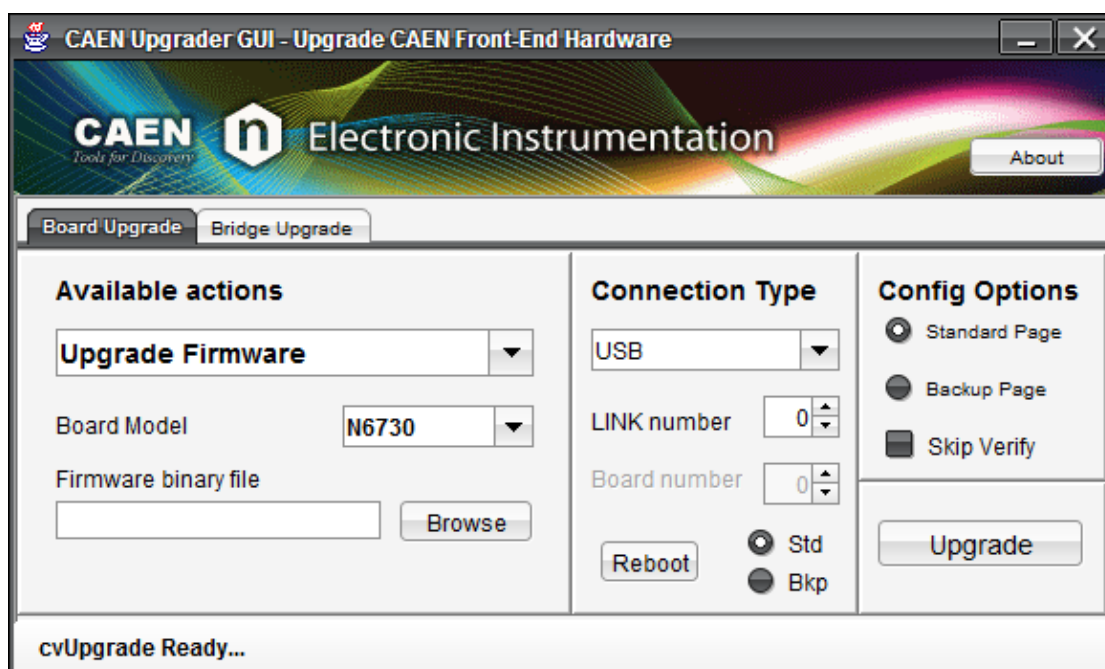 CAEN Upgrader GUI - Upgrade CAEN Front-End Hardware
CAEN
Tools for Discovery
n
Electronic Instrumentation
About
Board Upgrade
Bridge Upgrade
Available actions
Upgrade Firmware
Board Model
N6730
Firmware binary file
Browse
Connection Type
USB
LINK number
0
Board number
0
Reboot
Std
Bkp
Config Options
Standard Page
Backup Page
Skip Verify
Upgrade
cvUpgrade Ready...